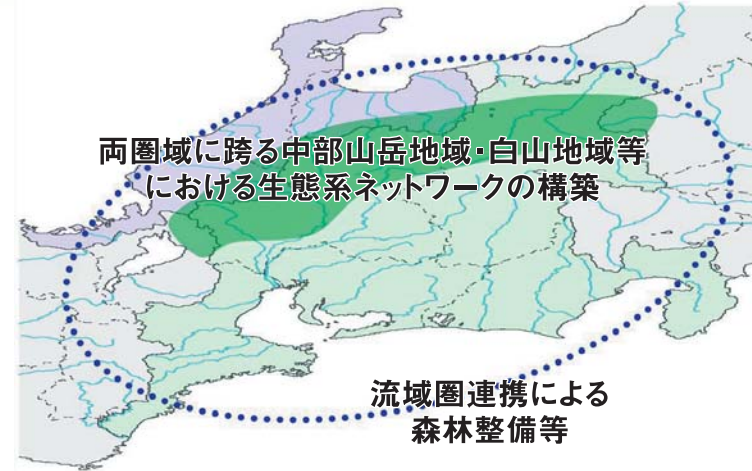 両圏域に跨る中部山岳地域・白山地域等
における生態系ネットワークの構築
流域圏連携による
森林整備等